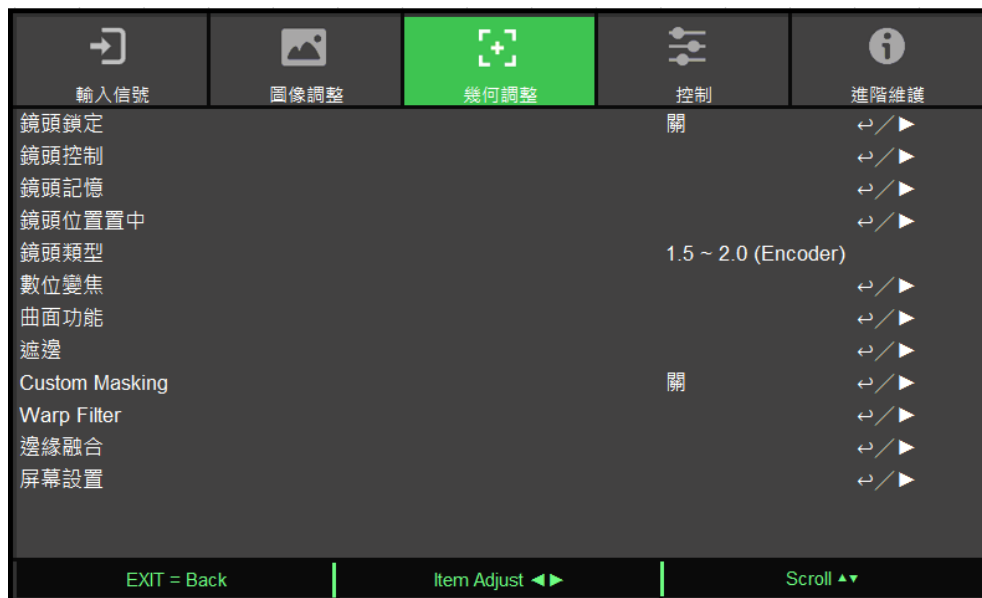 輸入信號 圖像調整 幾何調整 控制 進階維護
鏡頭鎖定 關 ↩／▶
鏡頭控制 ↩／▶
鏡頭記憶 ↩／▶
鏡頭位置置中 ↩／▶
鏡頭類型 1.5 ~ 2.0 (Encoder)
數位變焦 ↩／▶
曲面功能 ↩／▶
遮邊 ↩／▶
Custom Masking 關 ↩／▶
Warp Filter ↩／▶
邊緣融合 ↩／▶
屏幕設置 ↩／▶
EXIT = Back Item Adjust ◀▶ Scroll ▲▼